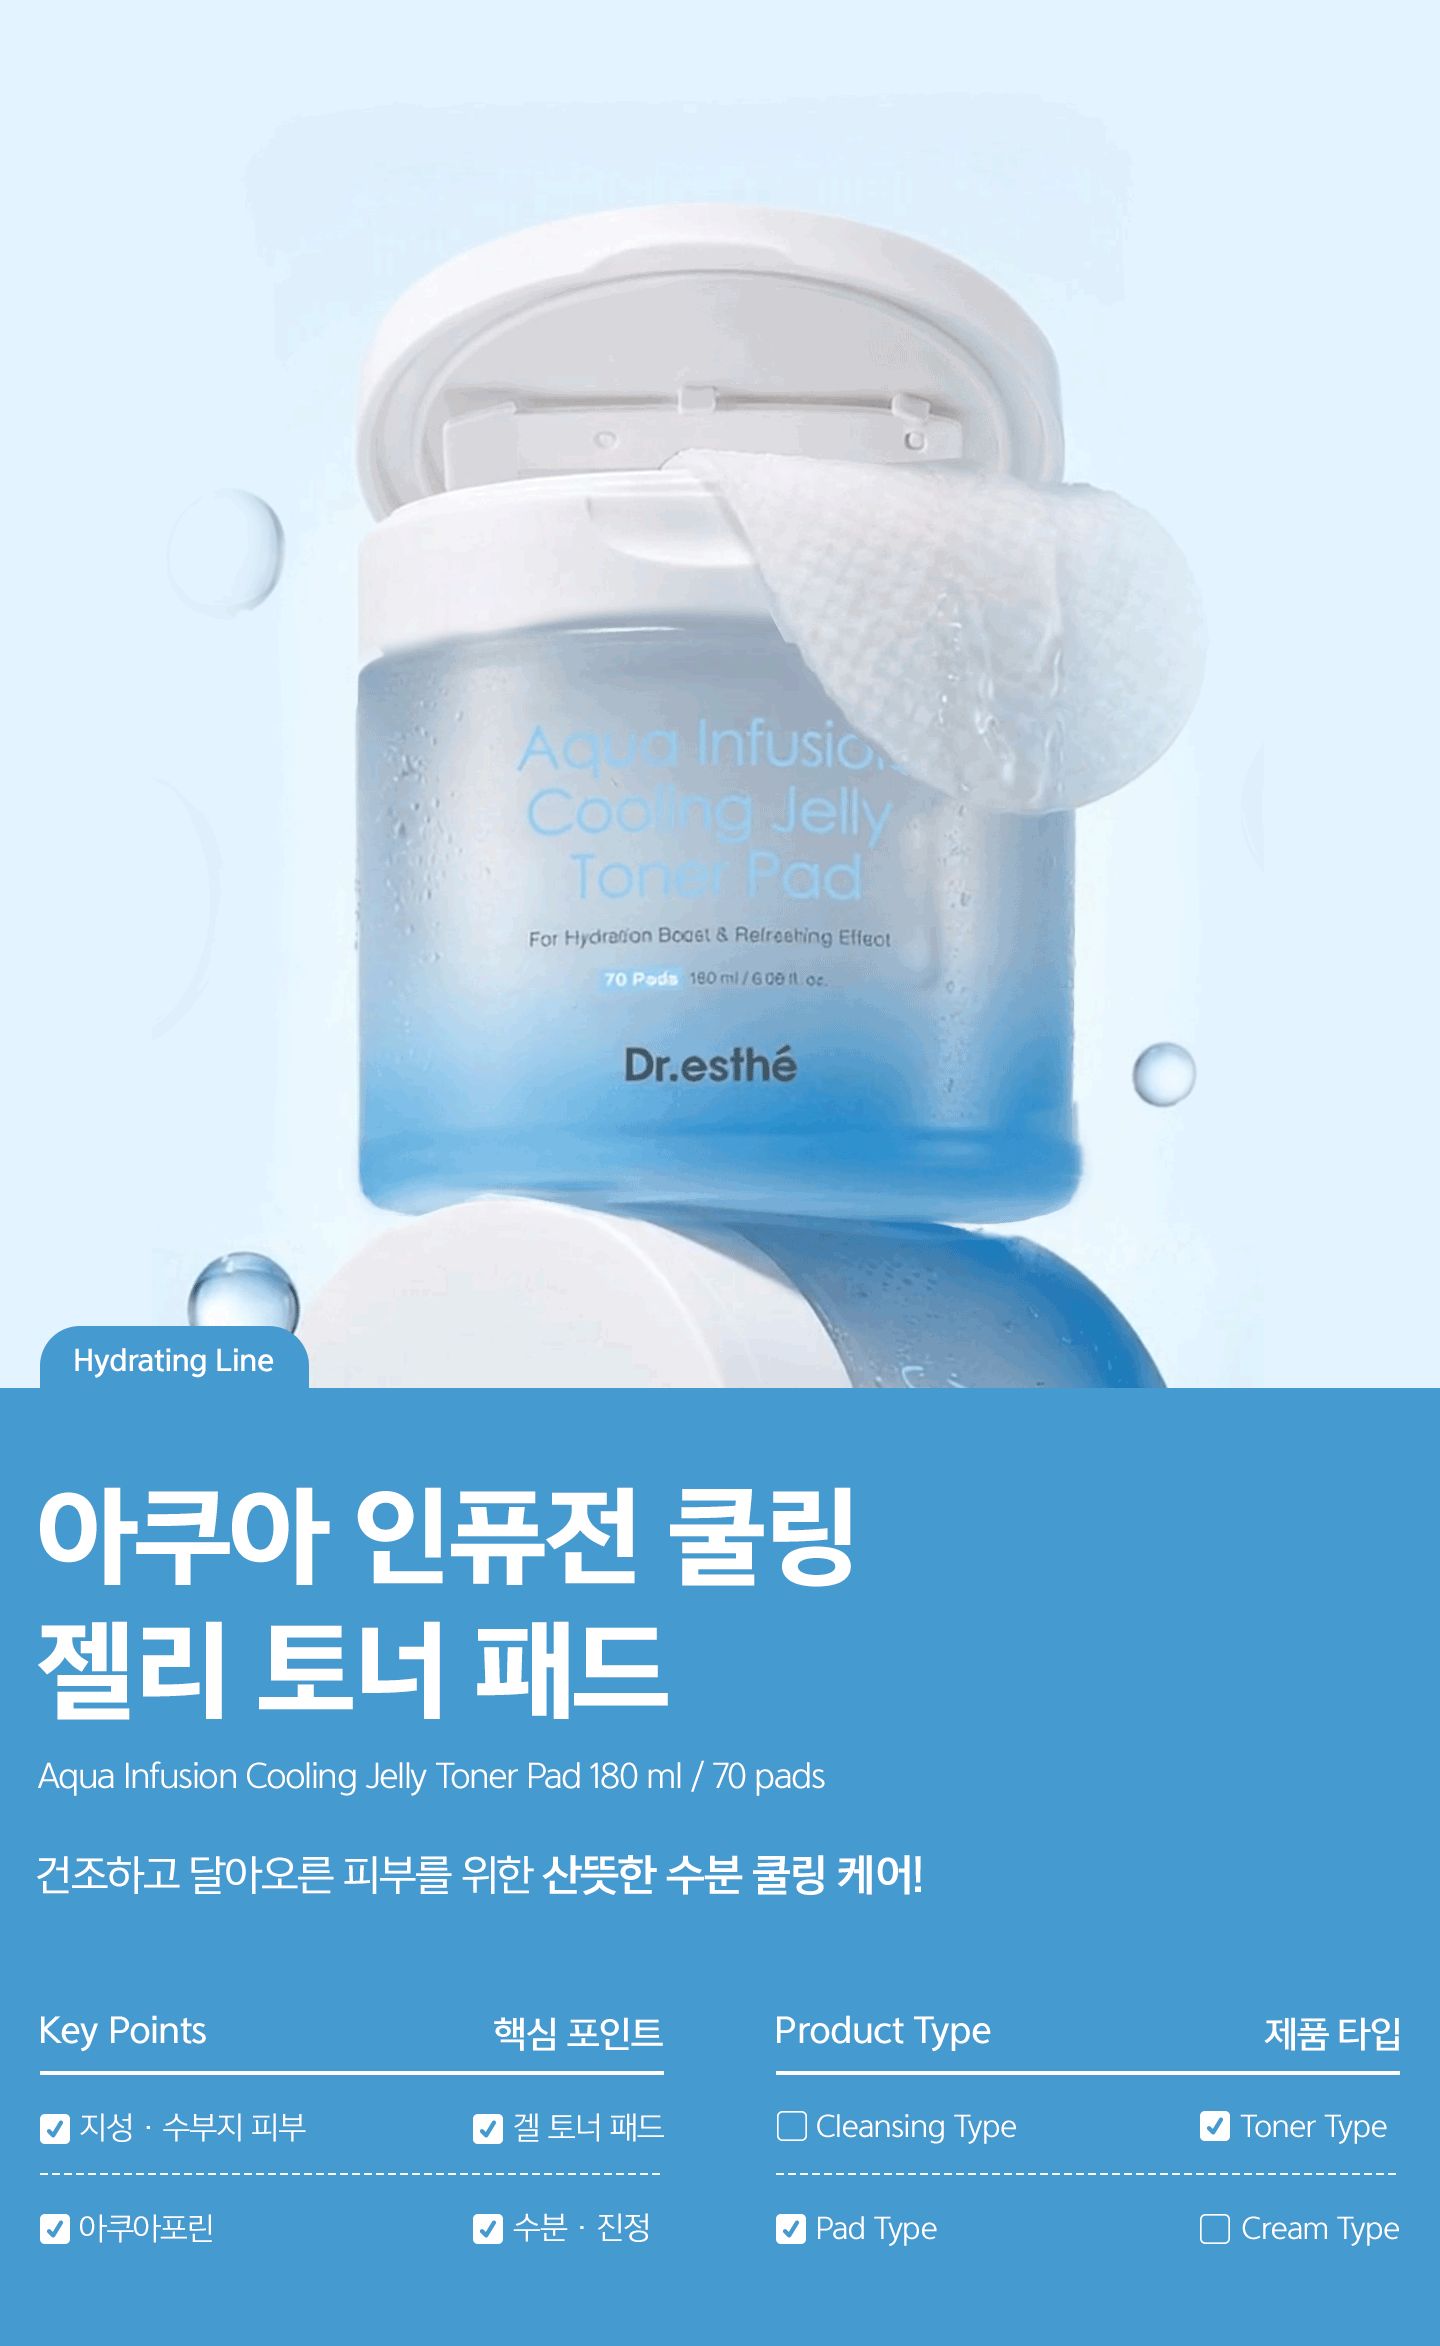 Aqua Infusion
Cooling Jelly
Toner Pad
For Hydration Boost & Refreshing Effect
70 Pads 180 ml / 6.09 fl. oz.
Dr.esthé
Hydrating Line
아쿠아 인퓨전 쿨링
젤리 토너 패드
Aqua Infusion Cooling Jelly Toner Pad 180 ml / 70 pads
건조하고 달아오른 피부를 위한 산뜻한 수분 쿨링 케어!
Key Points 핵심 포인트
지성 · 수부지 피부 겔 토너 패드
아쿠아포린 수분 · 진정
Product Type 제품 타입
Cleansing Type Toner Type
Pad Type Cream Type